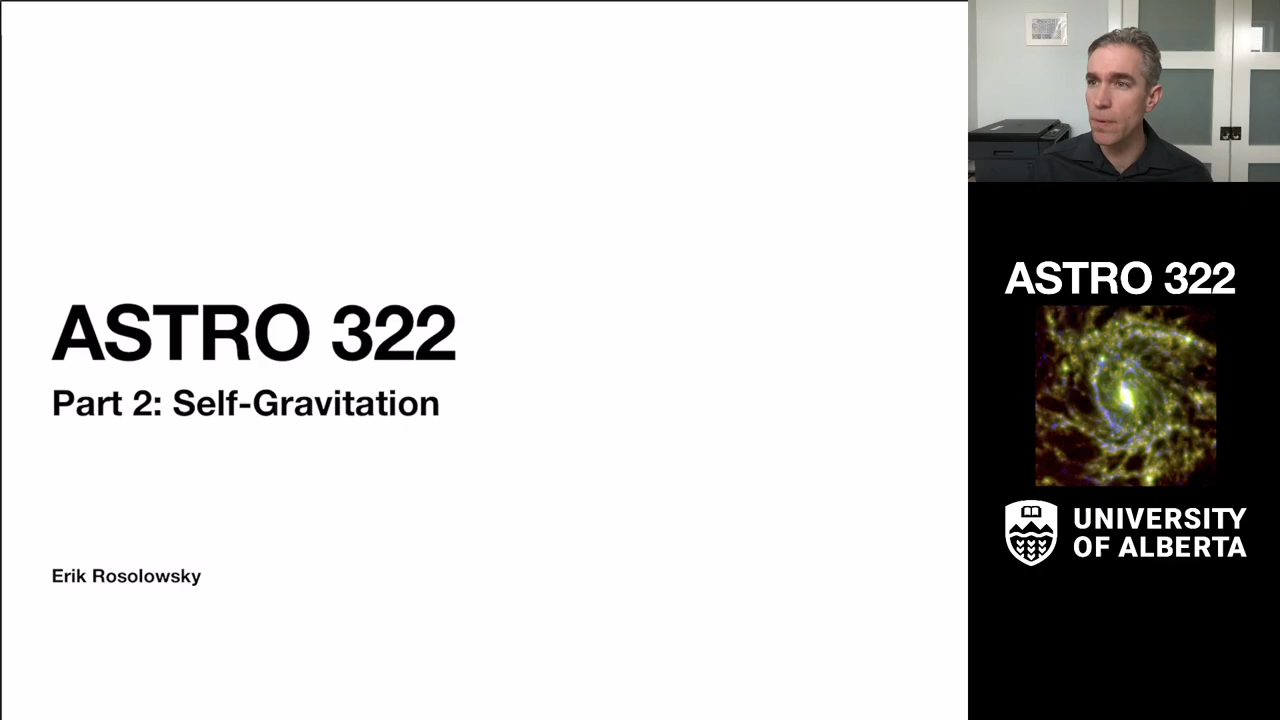 ASTRO 322
Part 2: Self-Gravitation
Erik Rosolowsky
ASTRO 322
UNIVERSITY
OF ALBERTA